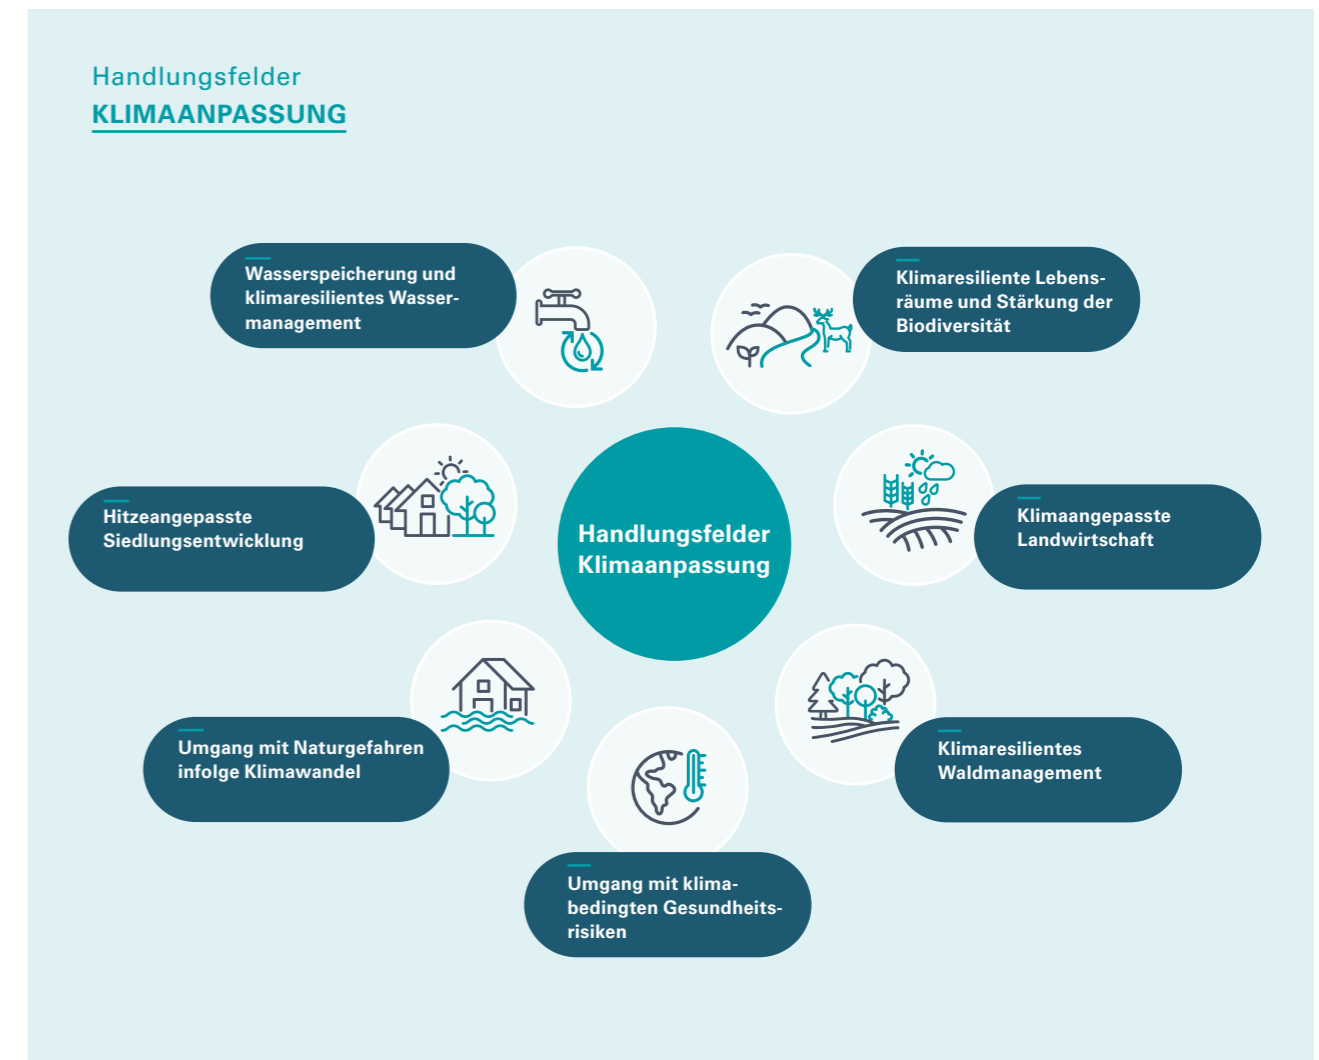 Handlungsfelder
KLIMAANPASSUNG
Wasserspeicherung und
klimaresilientes Wasser-
management
Klimaresiliente Lebens-
räume und Stärkung der
Biodiversität
Hitzeangepasste
Siedlungsentwicklung
Handlungsfelder
Klimaanpassung
Klimaangepasste
Landwirtschaft
Umgang mit Naturgefahren
infolge Klimawandel
Klimaresilientes
Waldmanagement
Umgang mit klima-
bedingten Gesundheits-
risiken